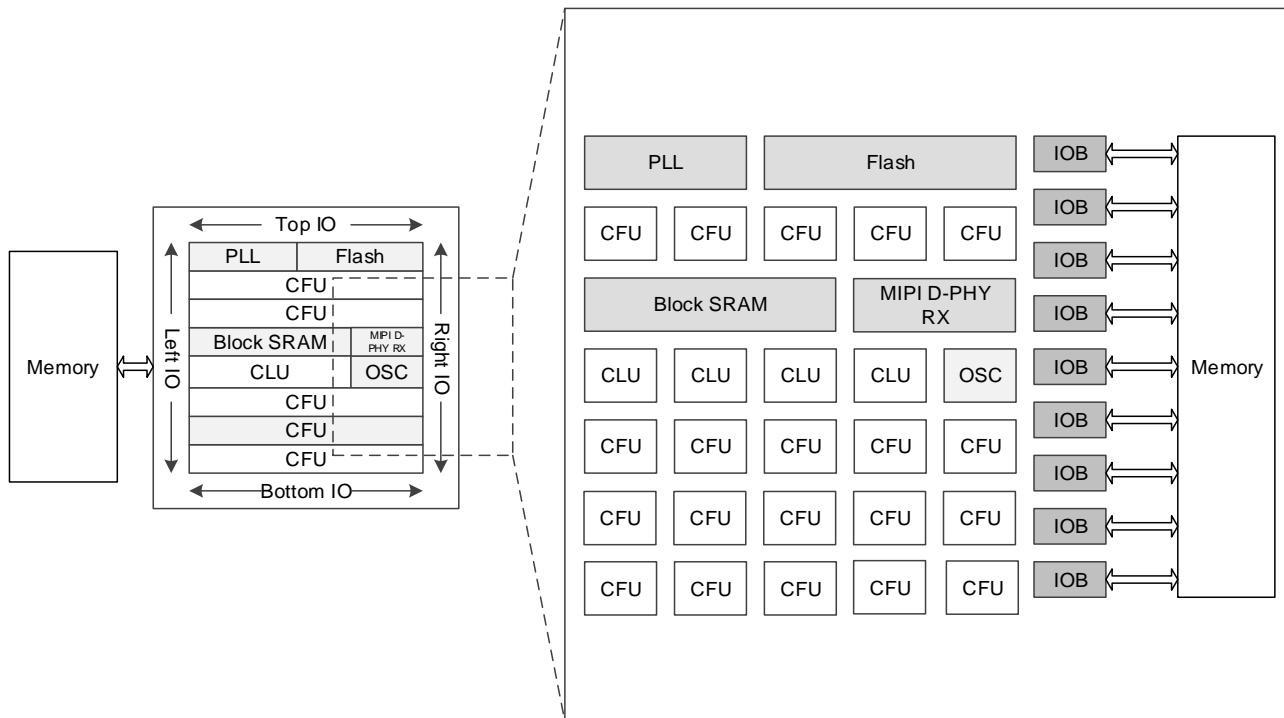 Memory
Top IO
Left IO
Right IO
Bottom IO
PLL Flash
CFU
CFU
Block SRAM MIPI D-
PHY RX
CLU OSC
CFU
CFU
CFU
PLL Flash
CFU CFU CFU CFU CFU
Block SRAM MIPI D-PHY
RX
CLU CLU CLU CLU OSC
CFU CFU CFU CFU CFU
CFU CFU CFU CFU CFU
CFU CFU CFU CFU CFU
IOB
IOB
IOB
IOB
IOB
IOB
IOB
IOB
IOB
Memory